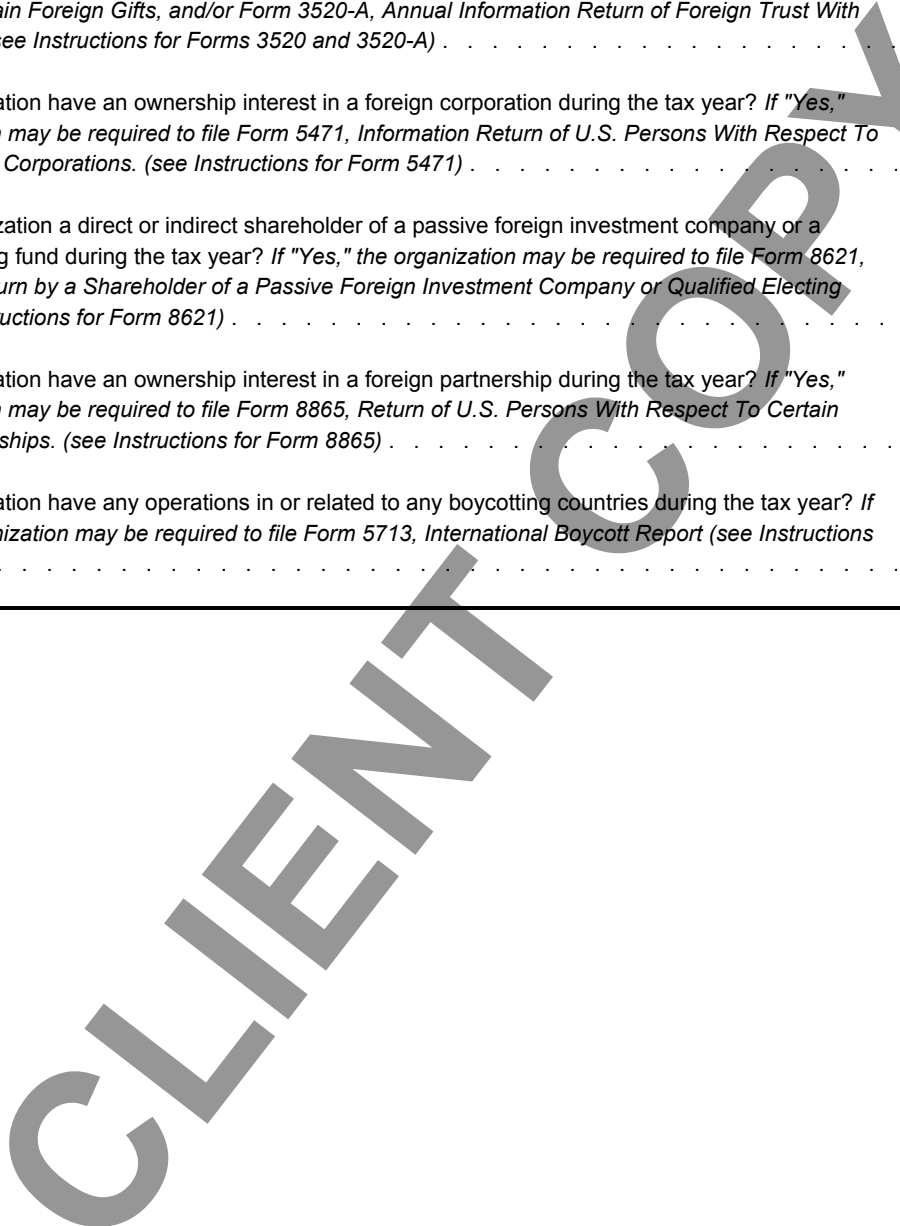 ain Foreign Gifts, and/or Form 3520-A, Annual Information Return of Foreign Trust With
see Instructions for Forms 3520 and 3520-A) . . . . . . . . . . . . . . . . .
ation have an ownership interest in a foreign corporation during the tax year? If "Yes,"
n may be required to file Form 5471, Information Return of U.S. Persons With Respect To
Corporations. (see Instructions for Form 5471) . . . . . . . . . . . . . . . .
zation a direct or indirect shareholder of a passive foreign investment company or a
g fund during the tax year? If "Yes," the organization may be required to file Form 8621,
urn by a Shareholder of a Passive Foreign Investment Company or Qualified Electing
uctions for Form 8621) . . . . . . . . . . . . . . . . . . . . . . . . . . .
ation have an ownership interest in a foreign partnership during the tax year? If "Yes,"
n may be required to file Form 8865, Return of U.S. Persons With Respect To Certain
ships. (see Instructions for Form 8865) . . . . . . . . . . . . . . . . . . . .
ation have any operations in or related to any boycotting countries during the tax year? If
nization may be required to file Form 5713, International Boycott Report (see Instructions
. . . . . . . . . . . . . . . . . . . . . . . . . . . . . . . . . . . . .
CLIENT COPY